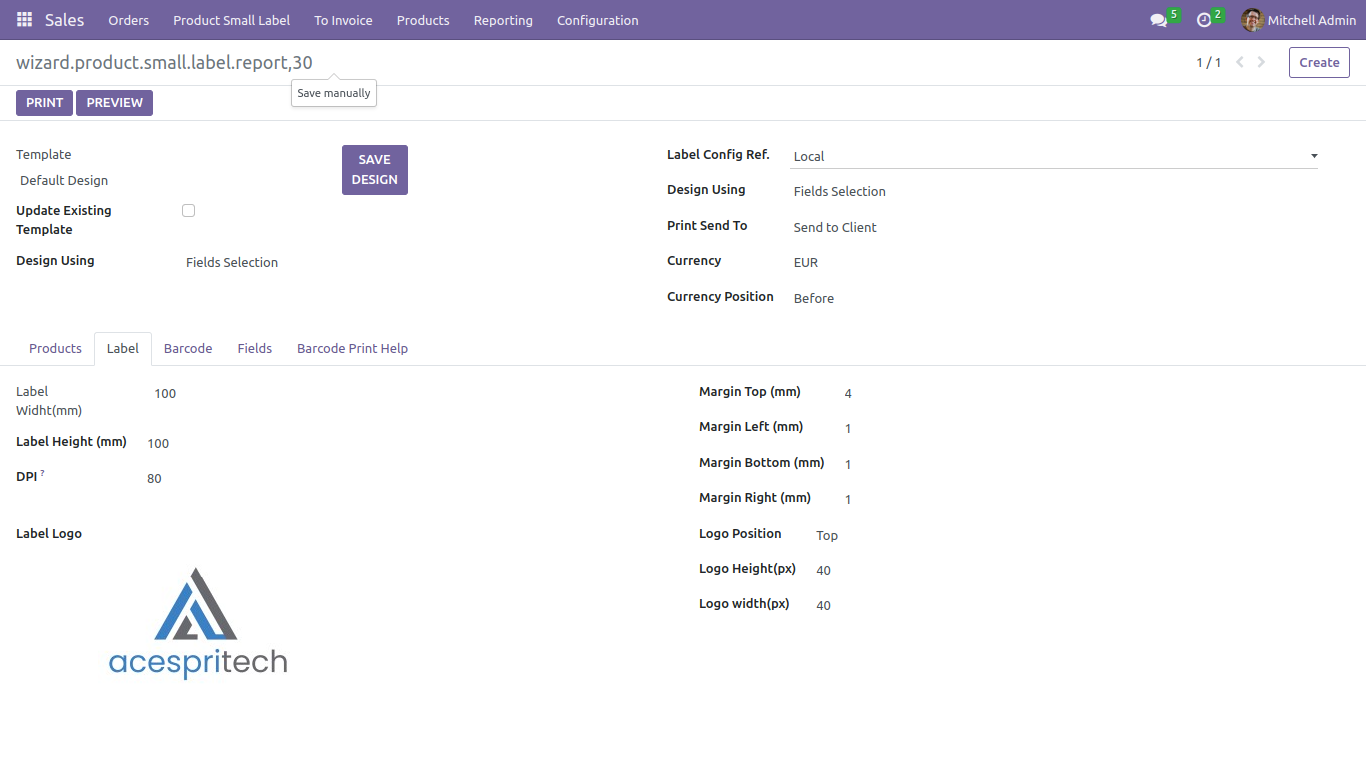 Sales Orders Product Small Label To Invoice Products Reporting Configuration 5 2 Mitchell Admin
wizard.product.small.label.report,30 1 / 1 Create
Save manually
PRINT PREVIEW
Template
Default Design
SAVE
DESIGN
Update Existing
Template
Design Using Fields Selection
Label Config Ref. Local
Design Using Fields Selection
Print Send To Send to Client
Currency EUR
Currency Position Before
Products Label Barcode Fields Barcode Print Help
Label
Widht(mm) 100
Label Height (mm) 100
DPI ? 80
Label Logo
acespritech
Margin Top (mm) 4
Margin Left (mm) 1
Margin Bottom (mm) 1
Margin Right (mm) 1
Logo Position Top
Logo Height(px) 40
Logo width(px) 40